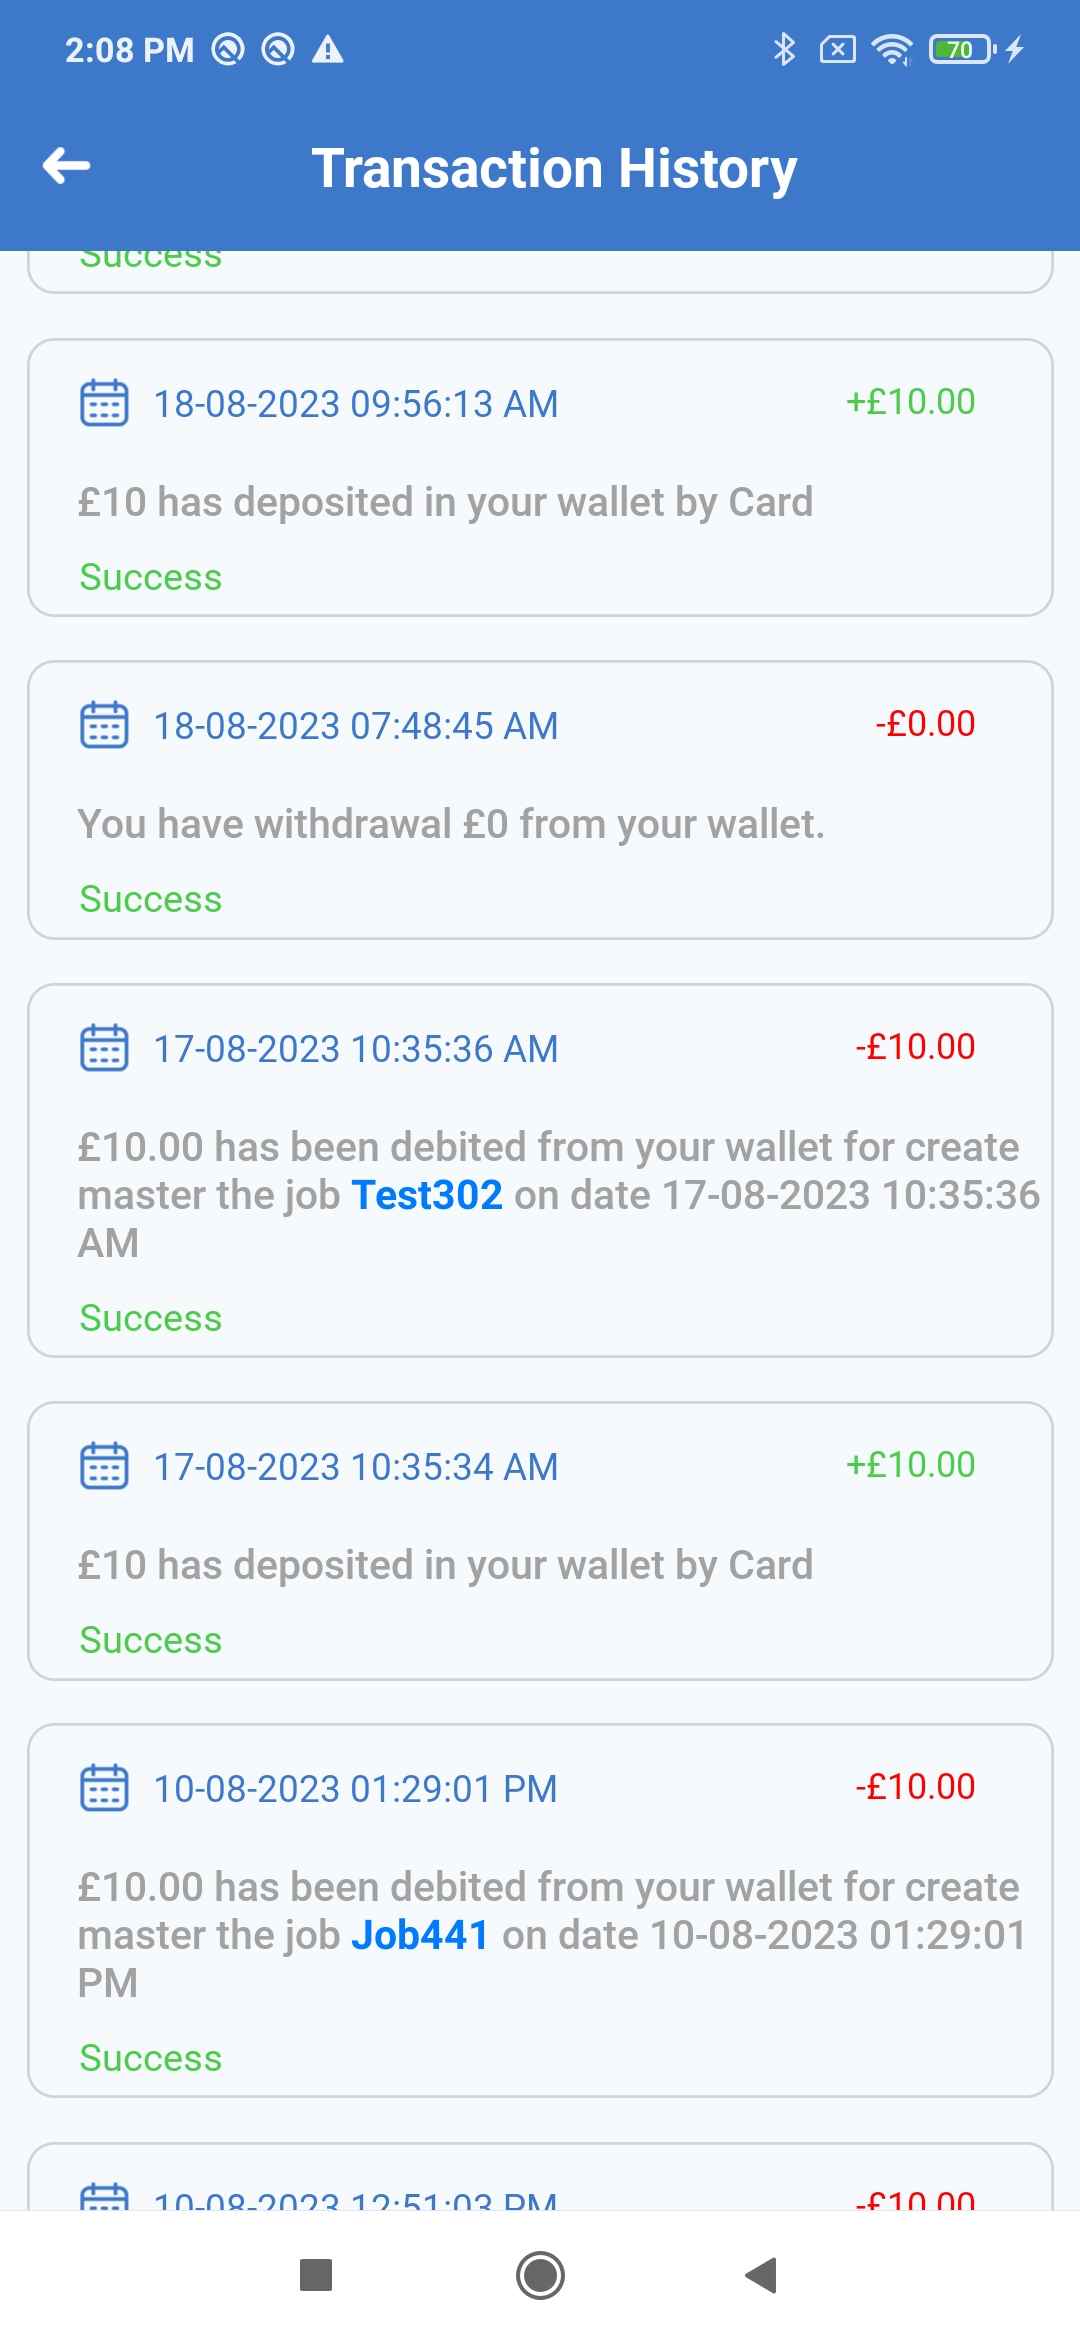 2:08 PM
70
Transaction History
Success
18-08-2023 09:56:13 AM +£10.00
£10 has deposited in your wallet by Card
Success
18-08-2023 07:48:45 AM -£0.00
You have withdrawal £0 from your wallet.
Success
17-08-2023 10:35:36 AM -£10.00
£10.00 has been debited from your wallet for create
master the job Test302 on date 17-08-2023 10:35:36
AM
Success
17-08-2023 10:35:34 AM +£10.00
£10 has deposited in your wallet by Card
Success
10-08-2023 01:29:01 PM -£10.00
£10.00 has been debited from your wallet for create
master the job Job441 on date 10-08-2023 01:29:01
PM
Success
10-08-2023 12:51:03 PM -£10.00